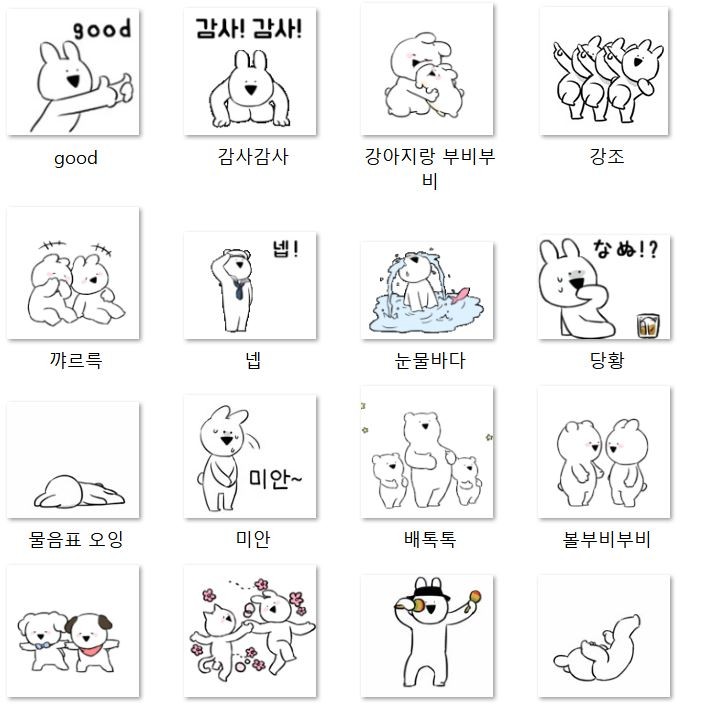 good
감사! 감사!
good
감사감사
강아지랑 부비부
비
강조
넵!
なぬ!?
꺄르륵
넵
눈물바다
당황
미안~
물음표 오잉
미안
배톡톡
볼부비부비